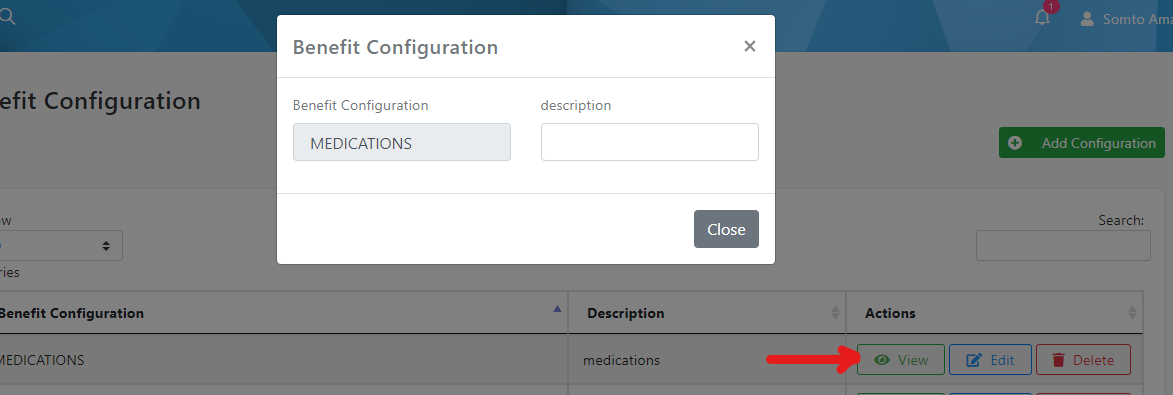 1
Somto Ama
Benefit Configuration
×
efit Configuration
Benefit Configuration
description
MEDICATIONS
Add Configuration
Close
ow
Search:
ries
Benefit Configuration
Description
Actions
MEDICATIONS
medications
View
Edit
Delete